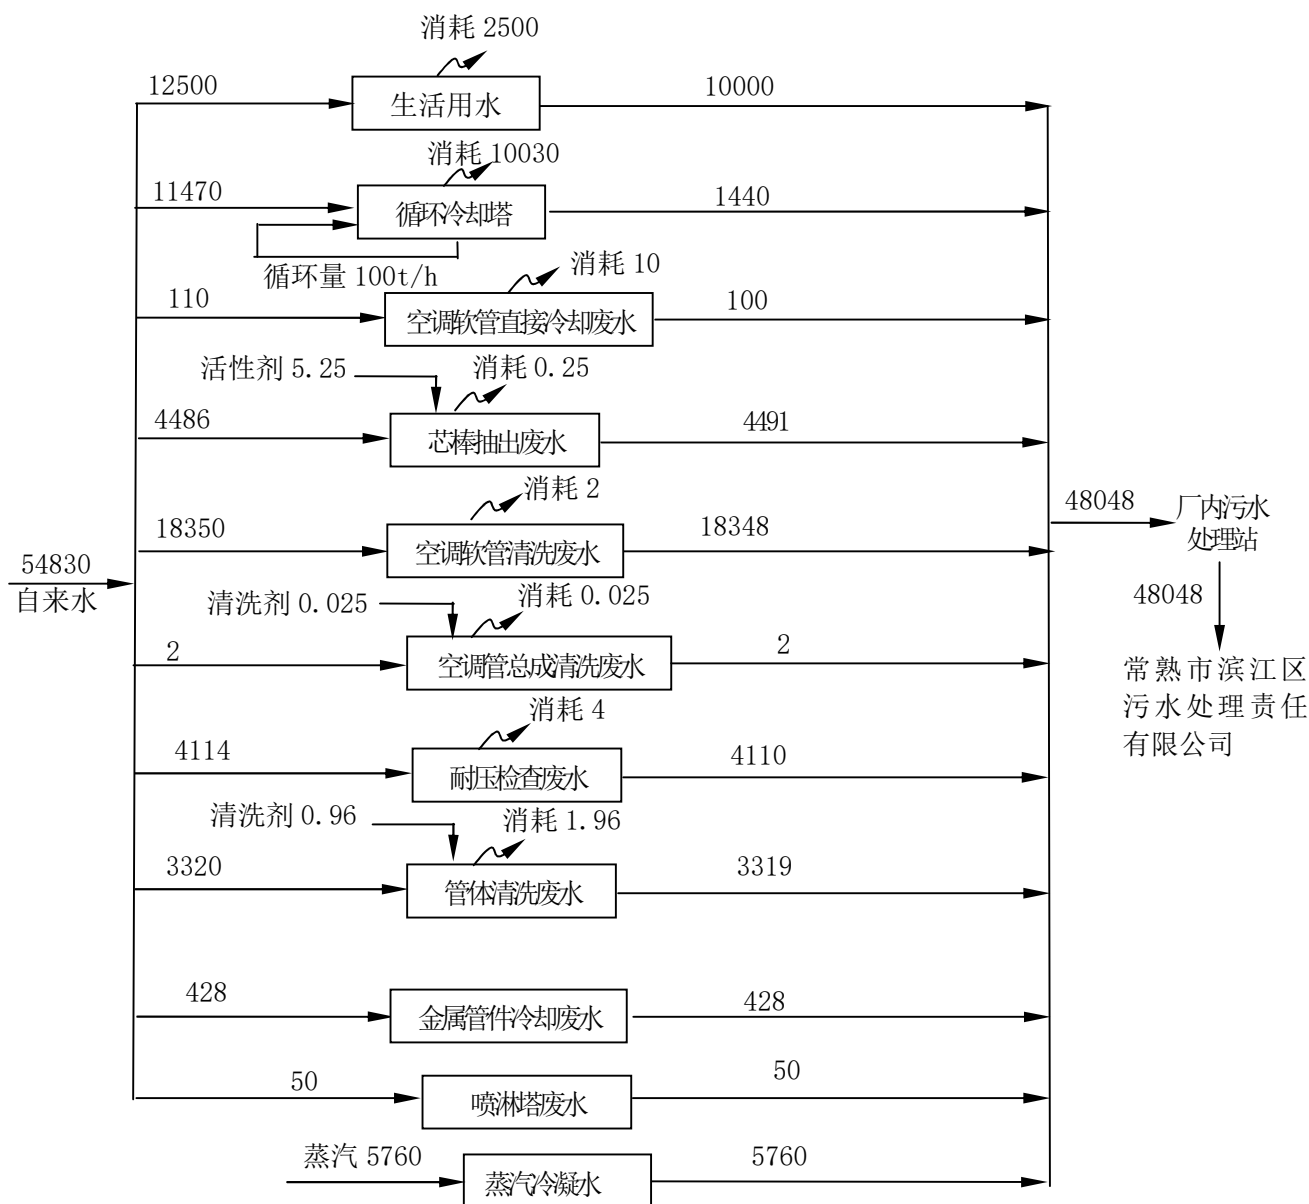 消耗 2500
12500
生活用水
10000
消耗 10030
11470
循环冷却塔
1440
循环量 100t/h
消耗 10
110
空调软管直接冷却废水
100
活性剂 5.25
消耗 0.25
4486
芯棒抽出废水
4491
消耗 2
18350
空调软管清洗废水
18348
48048
厂内污水
处理站
54830
自来水
清洗剂 0.025
消耗 0.025
48048
2
空调管总成清洗废水
2
常熟市滨江区
污水处理责任
有限公司
消耗 4
4114
耐压检查废水
4110
清洗剂 0.96
消耗 1.96
3320
管体清洗废水
3319
428
金属管件冷却废水
428
50
喷淋塔废水
50
蒸汽 5760
蒸汽冷凝水
5760